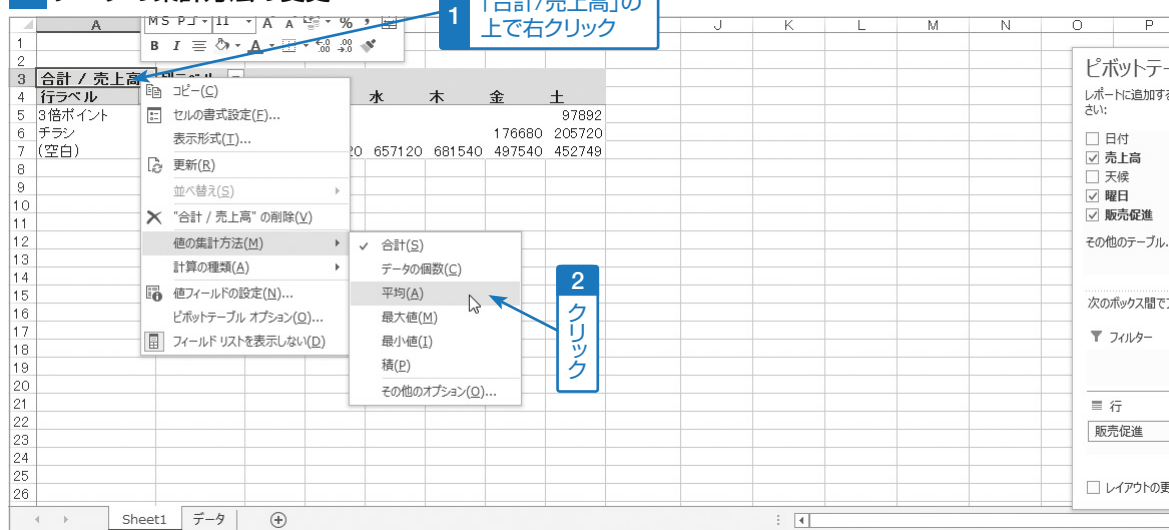 データの集計方法の変更
1
「合計/売上高」の
上で右クリック
MS Pゴ 11 A A %
B I A
A J K L M N O P
1
2
3 合計 / 売上高
4 行ラベル 水 木 金 土
5 3倍ポイント 97892
6 チラシ 176680 205720
7 (空白) 657120 681540 497540 452749
8
9
10
11
12
13
14
15
16
17
18
19
20
21
22
23
24
25
26
コピー(C)
セルの書式設定(F)...
表示形式(T)...
更新(R)
並べ替え(S)
"合計 / 売上高" の削除(V)
値の集計方法(M)
計算の種類(A)
値フィールドの設定(N)...
ピボットテーブル オプション(O)...
フィールド リストを表示しない(D)
合計(S)
データの個数(C)
平均(A)
最大値(M)
最小値(I)
積(P)
その他のオプション(O)...
2
クリック
ピボットテー
レポートに追加する
さい:
日付
売上高
天候
曜日
販売促進
その他のテーブル.
次のボックス間で
フィルター
行
販売促進
レイアウトの更
Sheet1 データ